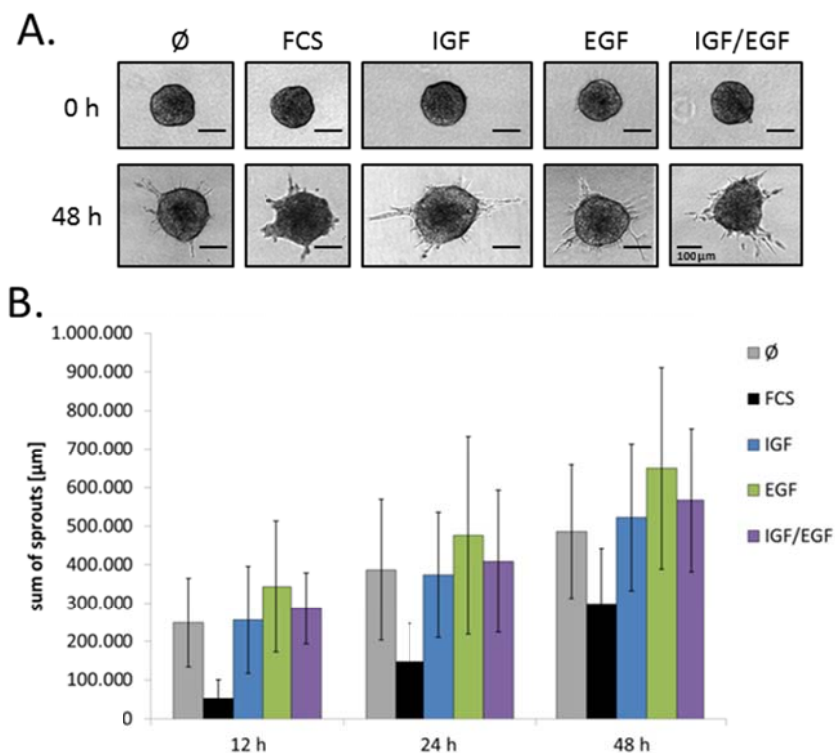 A.
Ø FCS IGF EGF IGF/EGF
0 h
48 h
100 µm
B.
1.000.000
900.000
800.000
700.000
600.000
500.000
400.000
300.000
200.000
100.000
0
sum of sprouts [µm]
12 h 24 h 48 h
Ø
FCS
IGF
EGF
IGF/EGF